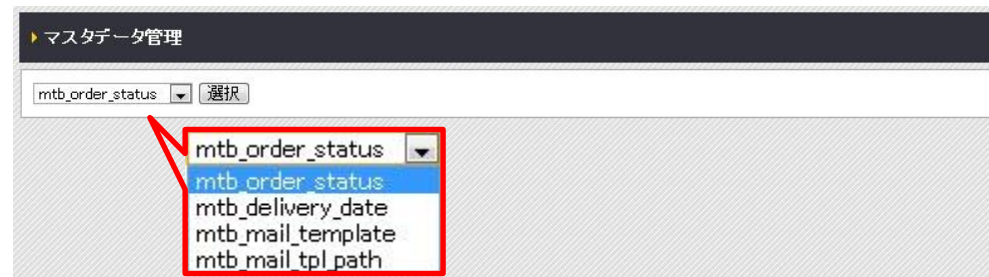 マスタデータ管理
mtb_order_status 選択
mtb_order_status
mtb_order_status
mtb_delivery_date
mtb_mail_template
mtb_mail_tpl_path